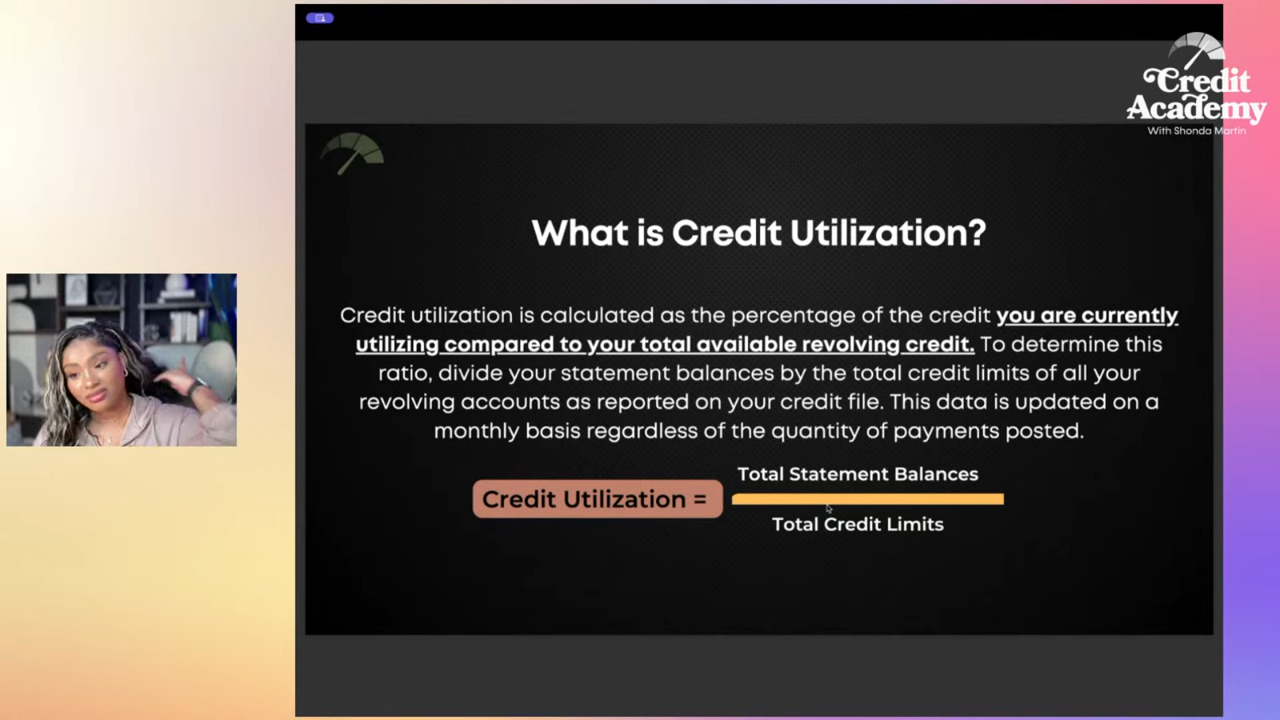 Credit
Academy
With Shonda Martin
What is Credit Utilization?
Credit utilization is calculated as the percentage of the credit you are currently
utilizing compared to your total available revolving credit. To determine this
ratio, divide your statement balances by the total credit limits of all your
revolving accounts as reported on your credit file. This data is updated on a
monthly basis regardless of the quantity of payments posted.
Credit Utilization =
Total Statement Balances
Total Credit Limits